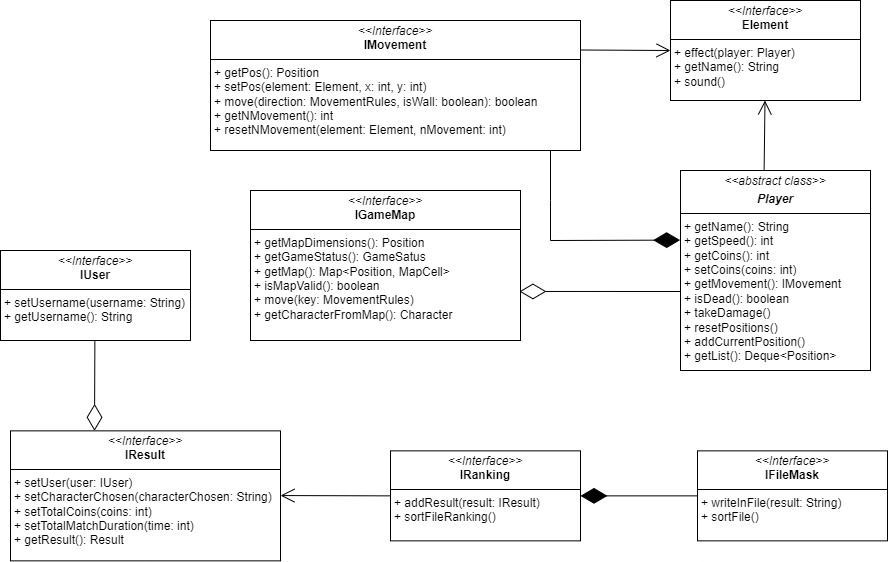 <<Interface>>
IMovement
+ getPos(): Position
+ setPos(element: Element, x: int, y: int)
+ move(direction: MovementRules, isWall: boolean): boolean
+ getNMovement(): int
+ resetNMovement(element: Element, nMovement: int)
<<Interface>>
Element
+ effect(player: Player)
+ getName(): String
+ sound()
<<abstract class>>
Player
+ getName(): String
+ getSpeed(): int
+ getCoins(): int
+ setCoins(coins: int)
+ getMovement(): IMovement
+ isDead(): boolean
+ takeDamage()
+ resetPositions()
+ addCurrentPosition()
+ getList(): Deque<Position>
<<Interface>>
IGameMap
+ getMapDimensions(): Position
+ getGameStatus(): GameSatus
+ getMap(): Map<Position, MapCell>
+ isMapValid(): boolean
+ move(key: MovementRules)
+ getCharacterFromMap(): Character
<<Interface>>
IUser
+ setUsername(username: String)
+ getUsername(): String
<<Interface>>
IResult
+ setUser(user: IUser)
+ setCharacterChosen(characterChosen: String)
+ setTotalCoins(coins: int)
+ setTotalMatchDuration(time: int)
+ getResult(): Result
<<Interface>>
IRanking
+ addResult(result: IResult)
+ sortFileRanking()
<<Interface>>
IFileMask
+ writeInFile(result: String)
+ sortFile()